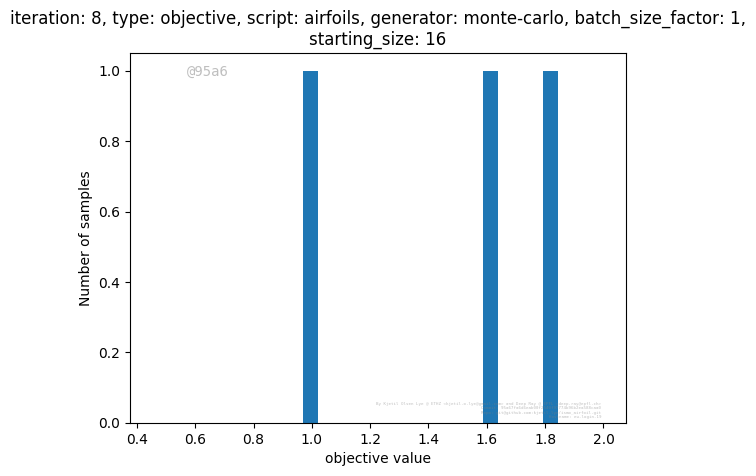 iteration: 8, type: objective, script: airfoils, generator: monte-carlo, batch_size_factor: 1,
starting_size: 16
@95a6
1.0
0.8
0.6
0.4
0.2
0.0
Number of samples
0.4 0.6 0.8 1.0 1.2 1.4 1.6 1.8 2.0
objective value